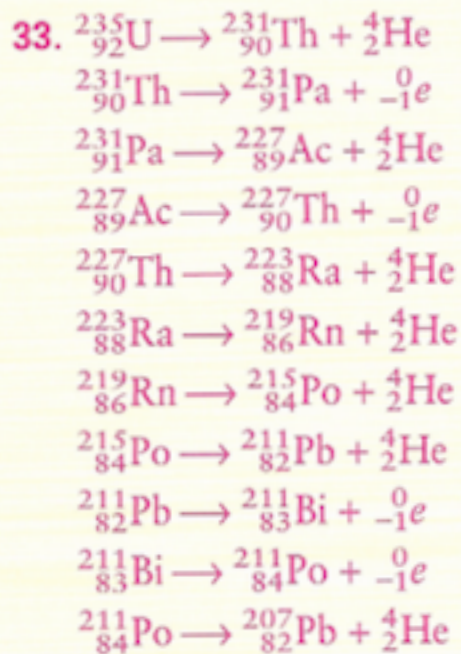 33. ²³⁵₉₂U ⟶ ²³¹₉₀Th + ⁴₂He
²³¹₉₀Th ⟶ ²³¹₉₁Pa + ⁰₋₁e
²³¹₉₁Pa ⟶ ²²⁷₈₉Ac + ⁴₂He
²²⁷₈₉Ac ⟶ ²²⁷₉₀Th + ⁰₋₁e
²²⁷₉₀Th ⟶ ²²³₈₈Ra + ⁴₂He
²²³₈₈Ra ⟶ ²¹⁹₈₆Rn + ⁴₂He
²¹⁹₈₆Rn ⟶ ²¹⁵₈₄Po + ⁴₂He
²¹⁵₈₄Po ⟶ ²¹¹₈₂Pb + ⁴₂He
²¹¹₈₂Pb ⟶ ²¹¹₈₃Bi + ⁰₋₁e
²¹¹₈₃Bi ⟶ ²¹¹₈₄Po + ⁰₋₁e
²¹¹₈₄Po ⟶ ²⁰⁷₈₂Pb + ⁴₂He